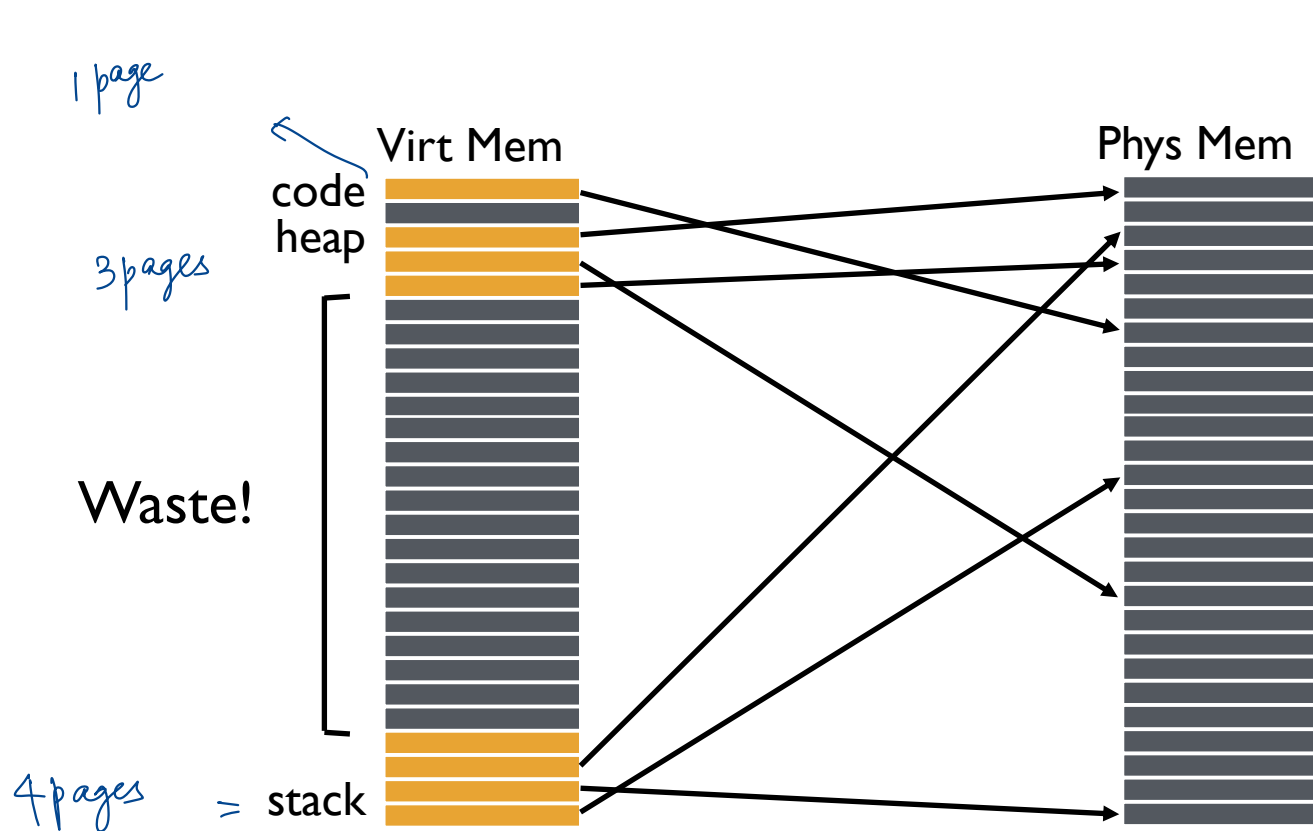 1 page
Virt Mem
Phys Mem
code
heap
3 pages
Waste!
4 pages = stack